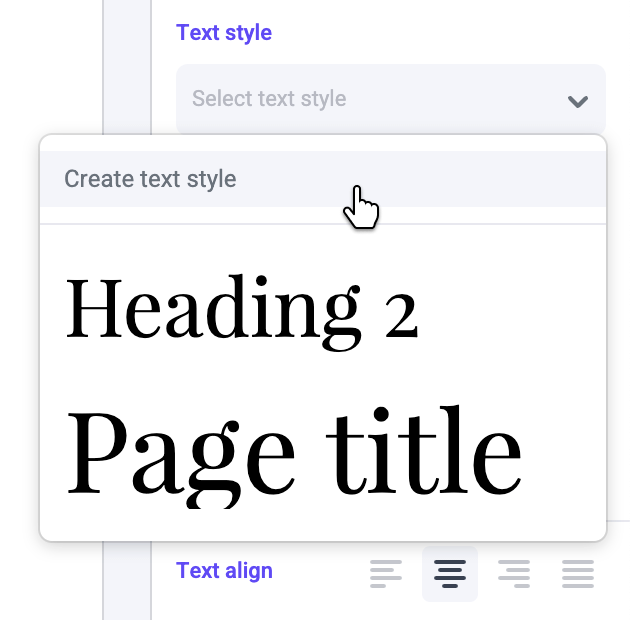 Text style
Select text style
Create text style
Heading 2
Page title
Text align